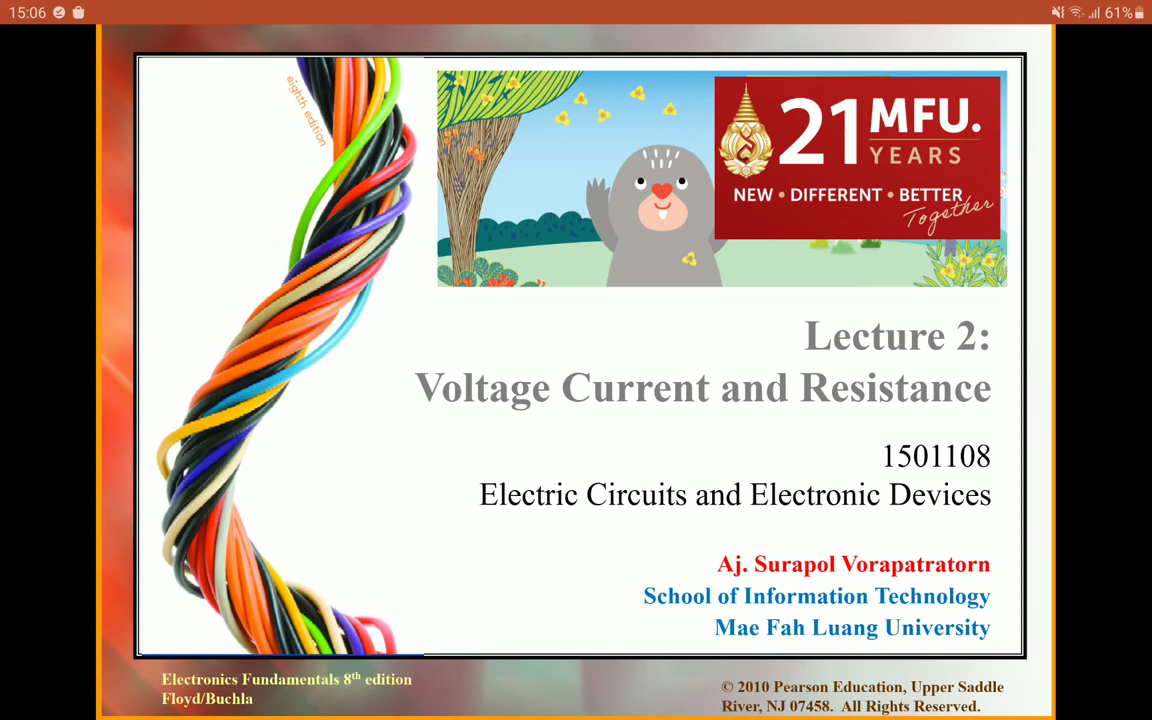 15:06
61%
eighth edition
21 MFU.
YEARS
NEW • DIFFERENT • BETTER
Together
Lecture 2:
Voltage Current and Resistance
1501108
Electric Circuits and Electronic Devices
Aj. Surapol Vorapatratorn
School of Information Technology
Mae Fah Luang University
Electronics Fundamentals 8th edition
Floyd/Buchla
© 2010 Pearson Education, Upper Saddle
River, NJ 07458. All Rights Reserved.